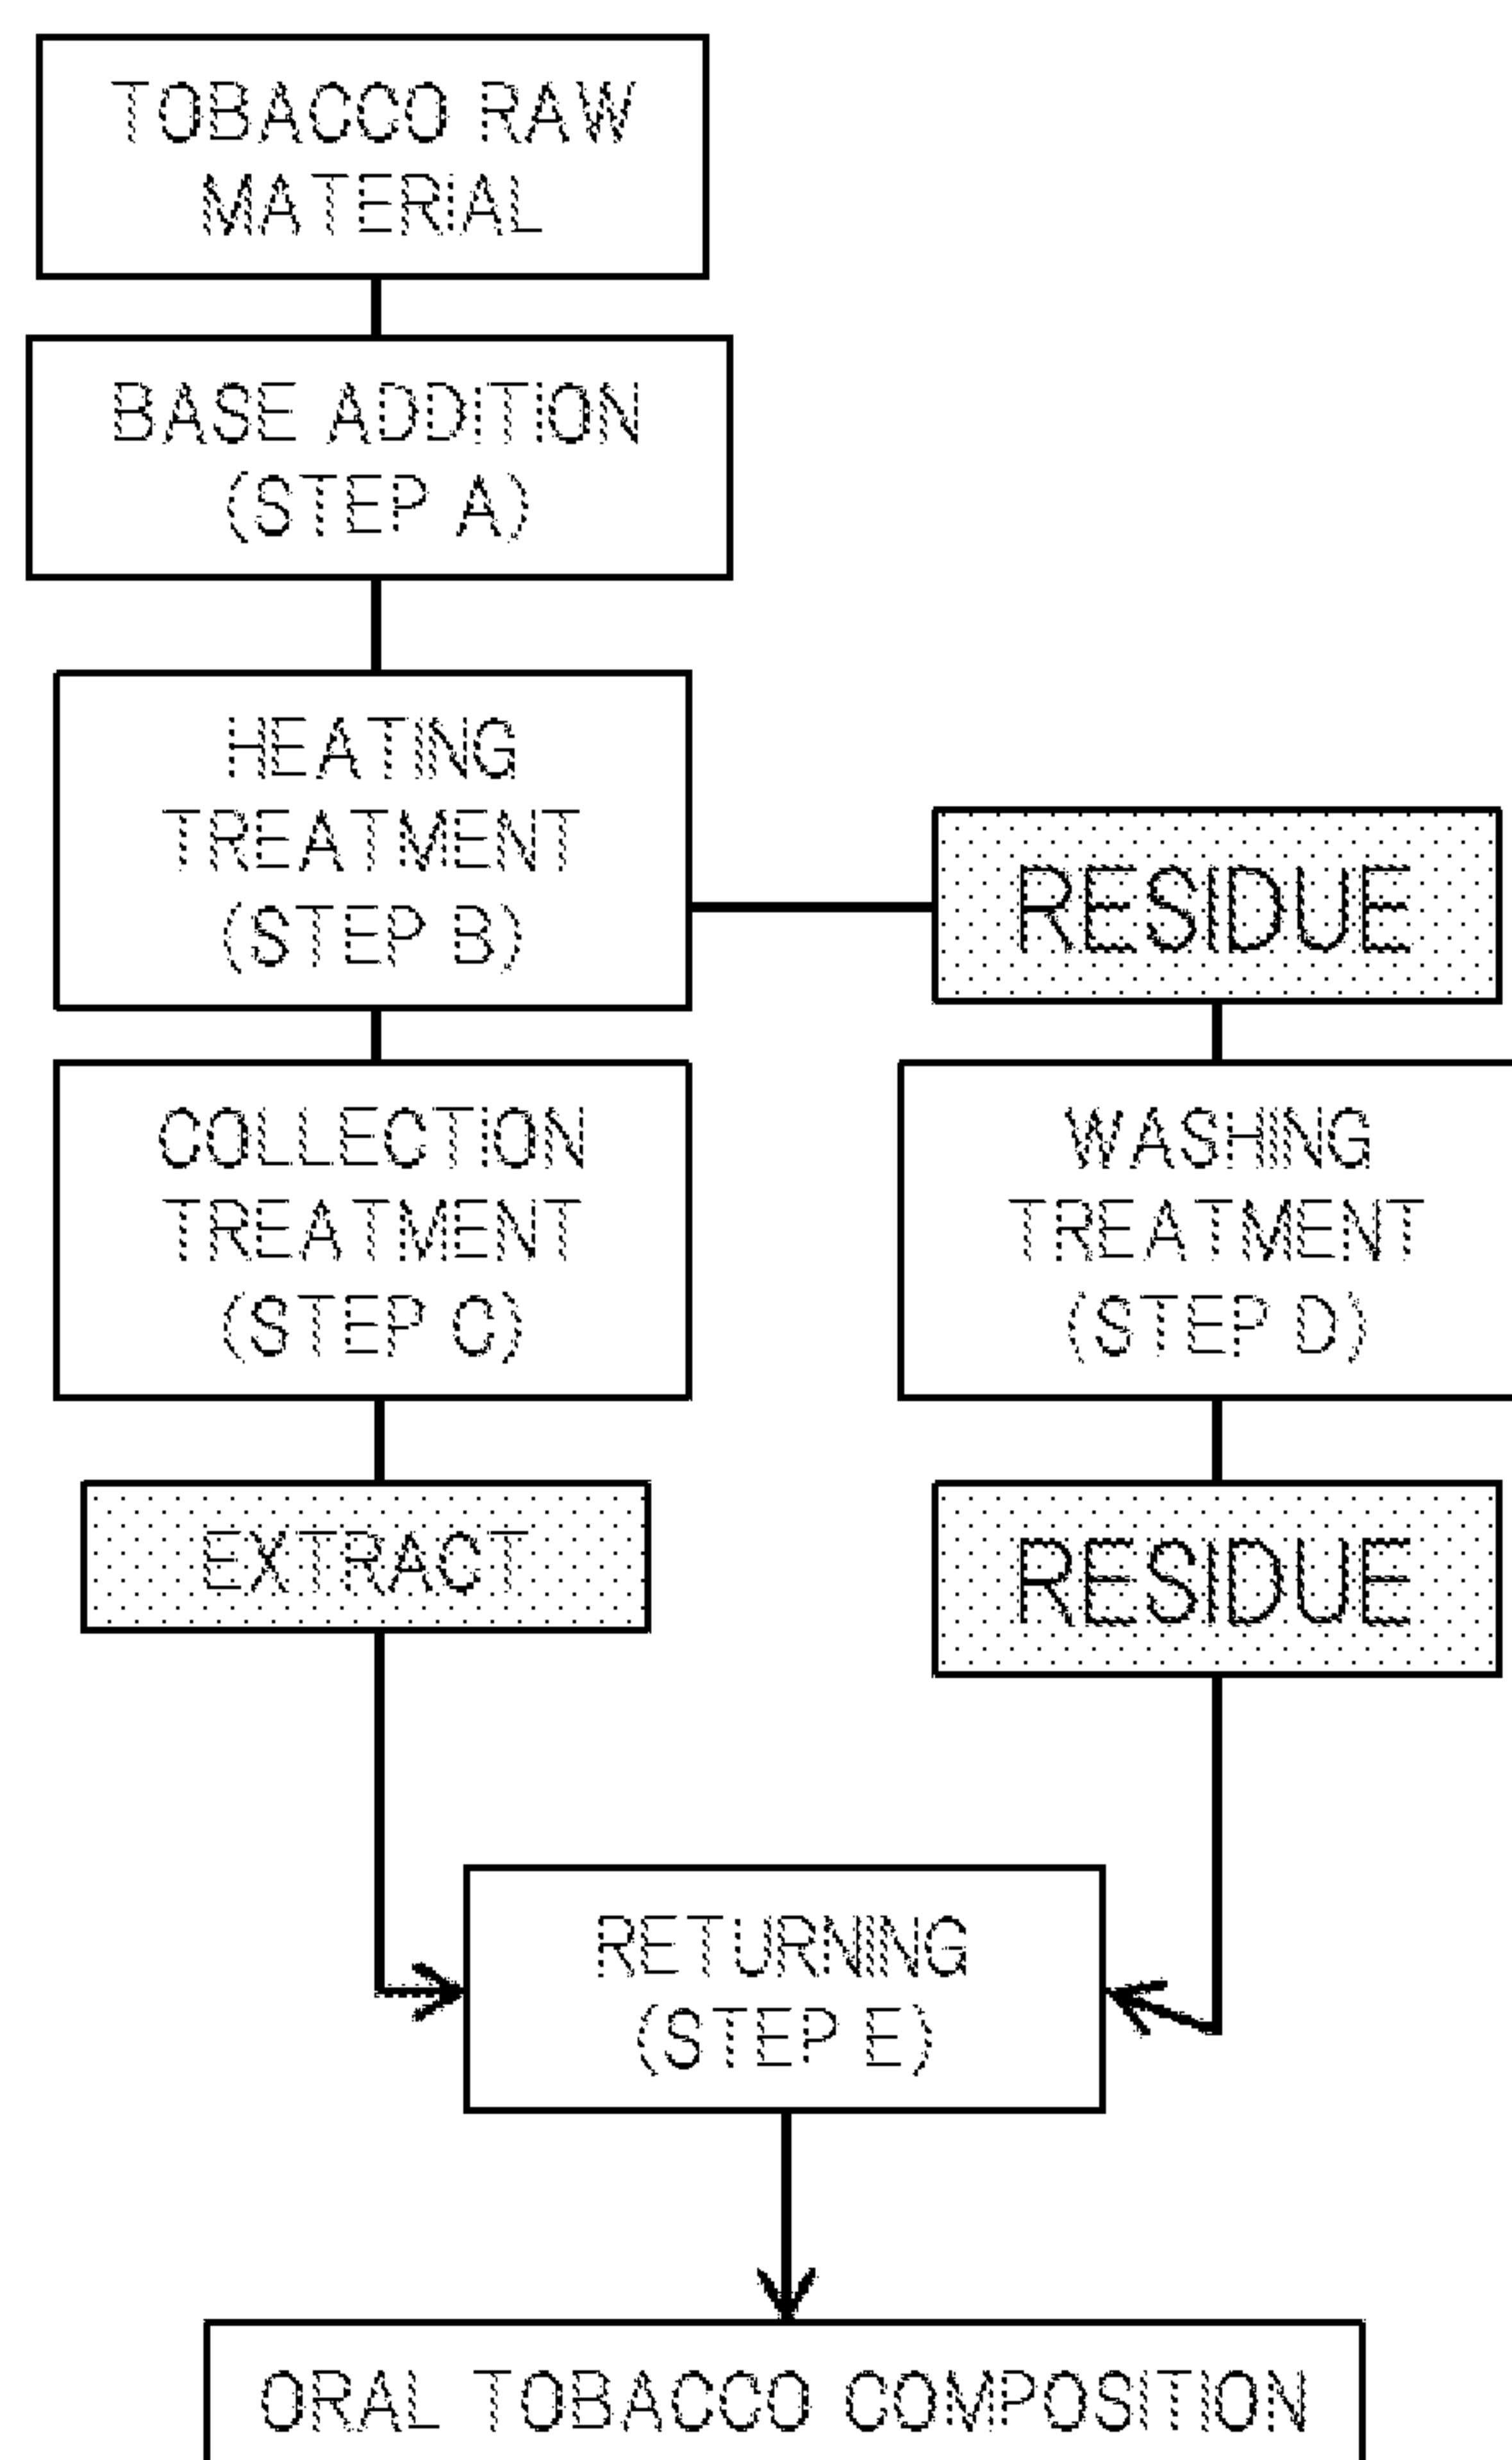 TOBACCO RAW
MATERIAL
BASE ADDITION
(STEP A)
HEATING
TREATMENT
(STEP B)
RESIDUE
COLLECTION
TREATMENT
(STEP C)
WASHING
TREATMENT
(STEP D)
EXTRACT
RESIDUE
RETURNING
(STEP E)
ORAL TOBACCO COMPOSITION